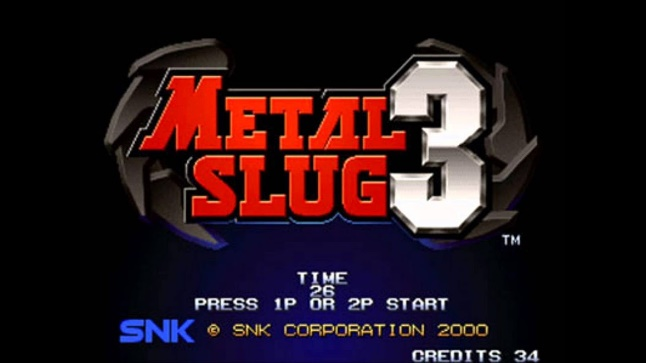 METAL
SLUG 3
TM
TIME
26
PRESS 1P OR 2P START
SNK © SNK CORPORATION 2000
CREDITS 34